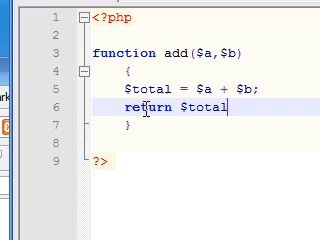 1 <?php
2
3 function add($a,$b)
4 {
5 $total = $a + $b;
6 return $total
7 }
8
9 ?>